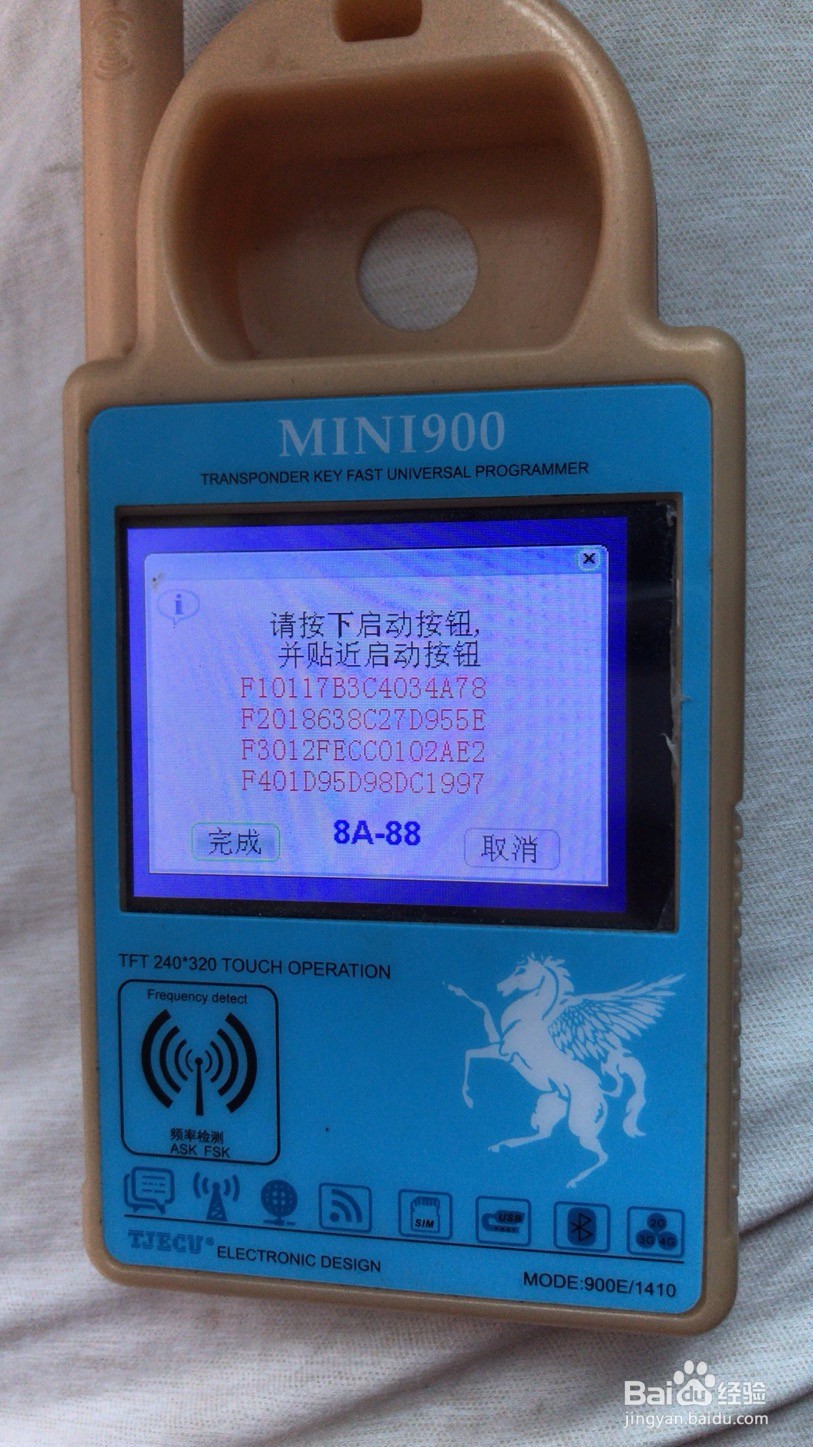 MINI900
TRANSPONDER KEY FAST UNIVERSAL PROGRAMMER
请按下启动按钮,
并贴近启动按钮
F10117B3C4034A78
F2018638C27D955E
F3012FECC0102AE2
F401D95D98DC1997
完成
8A-88
取消
TFT 240*320 TOUCH OPERATION
Frequency detect
频率检测
ASK FSK
SIM
USB
2G
3G 4G
TJECU® ELECTRONIC DESIGN
MODE:900E/1410
Baidu经验
jingyan.baidu.com